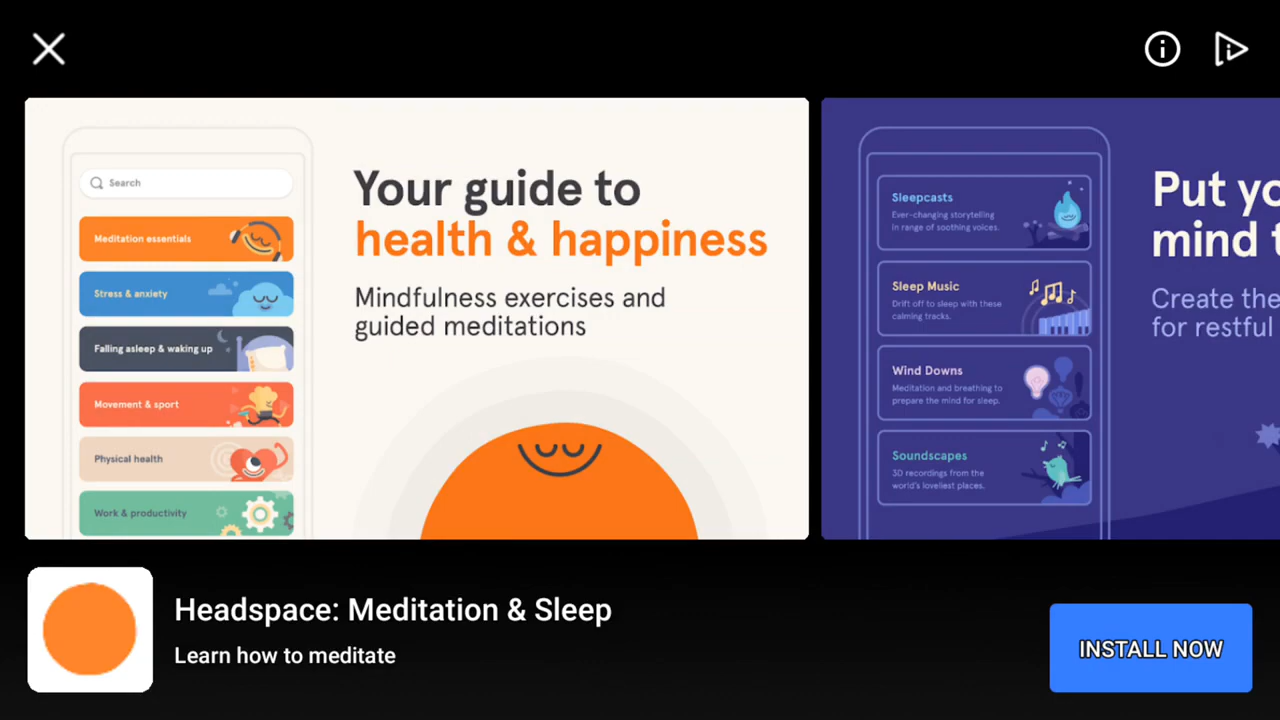 Search
Meditation essentials
Stress & anxiety
Falling asleep & waking up
Movement & sport
Physical health
Work & productivity
Your guide to
health & happiness
Mindfulness exercises and
guided meditations
Sleepcasts
Ever-changing storytelling
in range of soothing voices.
Sleep Music
Drift off to sleep with these
calming tracks.
Wind Downs
Meditation and breathing to
prepare the mind for sleep.
Soundscapes
3D recordings from the
world's loveliest places.
Put yo
mind t
Create the
for restful
Headspace: Meditation & Sleep
Learn how to meditate
INSTALL NOW